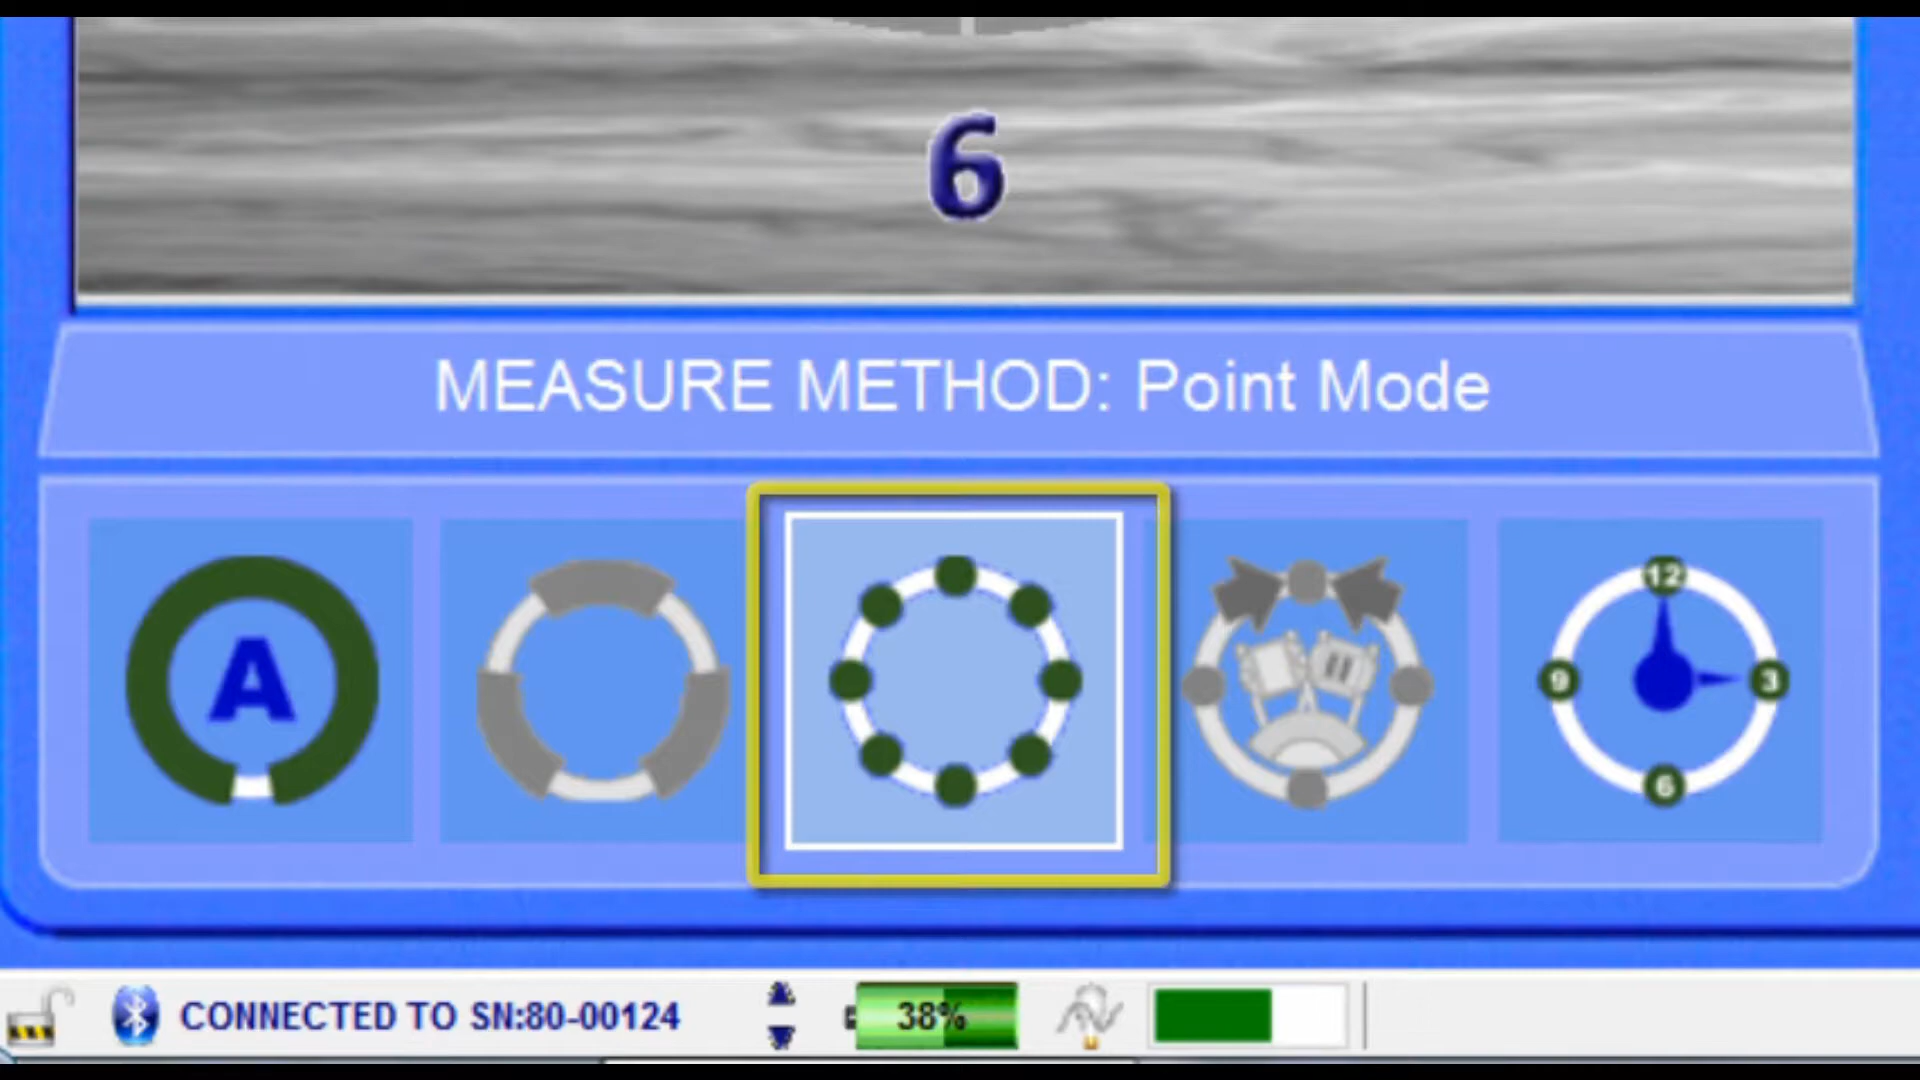 6
MEASURE METHOD: Point Mode
A
12
9
3
6
CONNECTED TO SN:80-00124
38%